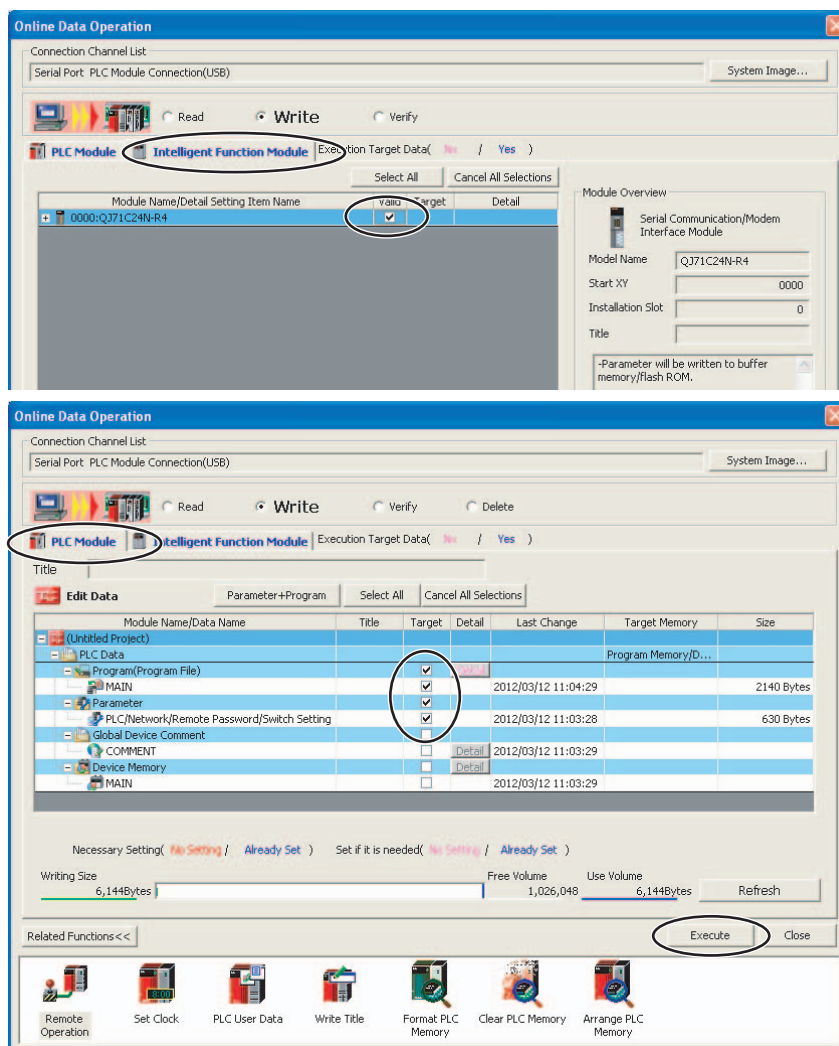 Online Data Operation
Connection Channel List
Serial Port PLC Module Connection(USB)
System Image...
Read Write Verify
PLC Module Intelligent Function Module Execution Target Data( / Yes )
Select All Cancel All Selections
Module Name/Detail Setting Item Name Valid Target Detail
0000:QJ71C24N-R4
Module Overview
Serial Communication/Modem
Interface Module
Model Name QJ71C24N-R4
Start XY 0000
Installation Slot 0
Title
-Parameter will be written to buffer
memory/flash ROM.
Online Data Operation
Connection Channel List
Serial Port PLC Module Connection(USB)
System Image...
Read Write Verify Delete
PLC Module Intelligent Function Module Execution Target Data( / Yes )
Title
Edit Data Parameter+Program Select All Cancel All Selections
Module Name/Data Name Title Target Detail Last Change Target Memory Size
(Untitled Project)
PLC Data Program Memory/D...
Program(Program File)
MAIN 2012/03/12 11:04:29 2140 Bytes
Parameter
PLC/Network/Remote Password/Switch Setting 2012/03/12 11:03:28 630 Bytes
Global Device Comment
COMMENT Detail 2012/03/12 11:03:29
Device Memory Detail
MAIN 2012/03/12 11:03:29
Necessary Setting( No Setting / Already Set ) Set if it is needed( No Setting / Already Set )
Writing Size Free Volume Use Volume
6,144Bytes 1,026,048 6,144Bytes Refresh
Related Functions<< Execute Close
Remote Operation
Set Clock
PLC User Data
Write Title
Format PLC Memory
Clear PLC Memory
Arrange PLC Memory